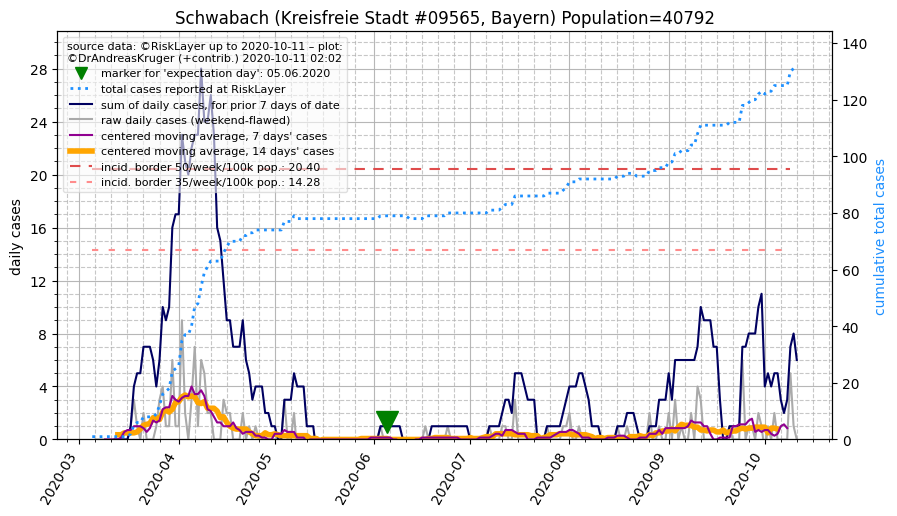 Schwabach (Kreisfreie Stadt #09565, Bayern) Population=40792
source data: ©RiskLayer up to 2020-10-11 – plot:
©DrAndreasKruger (+contrib.) 2020-10-11 02:02
marker for 'expectation day': 05.06.2020
total cases reported at RiskLayer
sum of daily cases, for prior 7 days of date
raw daily cases (weekend-flawed)
centered moving average, 7 days' cases
centered moving average, 14 days' cases
incid. border 50/week/100k pop.: 20.40
incid. border 35/week/100k pop.: 14.28
daily cases
28
24
20
16
12
8
4
0
cumulative total cases
140
120
100
80
60
40
20
0
2020-03
2020-04
2020-05
2020-06
2020-07
2020-08
2020-09
2020-10